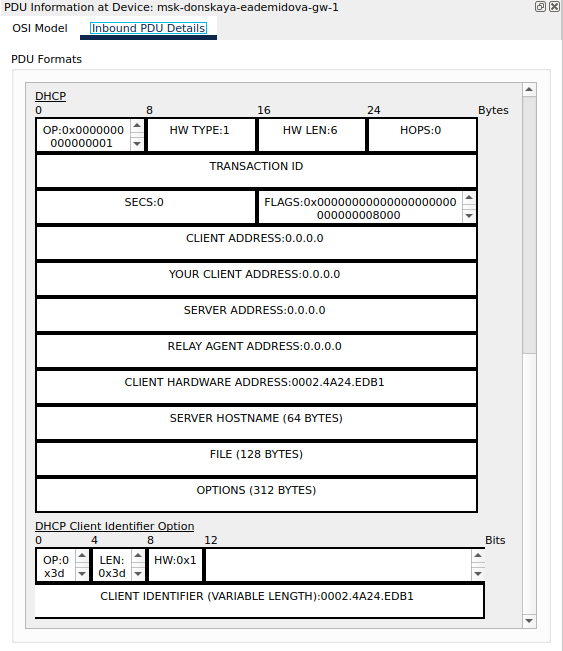 PDU Information at Device: msk-donskaya-eademidova-gw-1
OSI Model Inbound PDU Details
PDU Formats
DHCP
0 8 16 24 Bytes
OP:0x0000000
000000001
HW TYPE:1
HW LEN:6
HOPS:0
TRANSACTION ID
SECS:0
FLAGS:0x00000000000000000000
000000008000
CLIENT ADDRESS:0.0.0.0
YOUR CLIENT ADDRESS:0.0.0.0
SERVER ADDRESS:0.0.0.0
RELAY AGENT ADDRESS:0.0.0.0
CLIENT HARDWARE ADDRESS:0002.4A24.EDB1
SERVER HOSTNAME (64 BYTES)
FILE (128 BYTES)
OPTIONS (312 BYTES)
DHCP Client Identifier Option
0 4 8 12 Bits
OP:0
x3d
LEN:
0x3d
HW:0x1
CLIENT IDENTIFIER (VARIABLE LENGTH):0002.4A24.EDB1